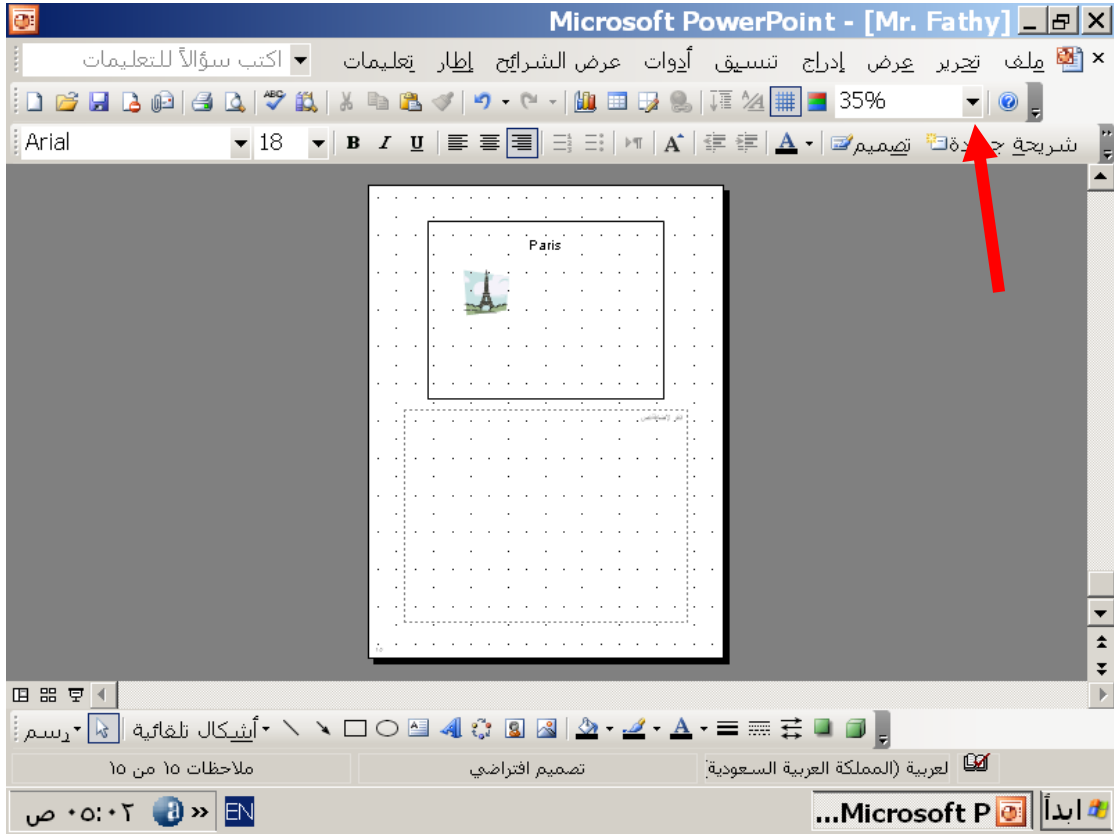 Microsoft PowerPoint - [Mr. Fathy]
ملف تحرير عرض إدراج تنسيق أدوات عرض الشرائح إطار تعليمات اكتب سؤالاً للتعليمات
35%
Arial 18 B I U A A تصميم شريحة
Paris
رسم أشكال تلقائية A
ملاحظات ١٥ من ١٥ تصميم افتراضي لعربية (المملكة العربية السعودية
ابدأ Microsoft P... EN » ٠٥:٠٢ ص